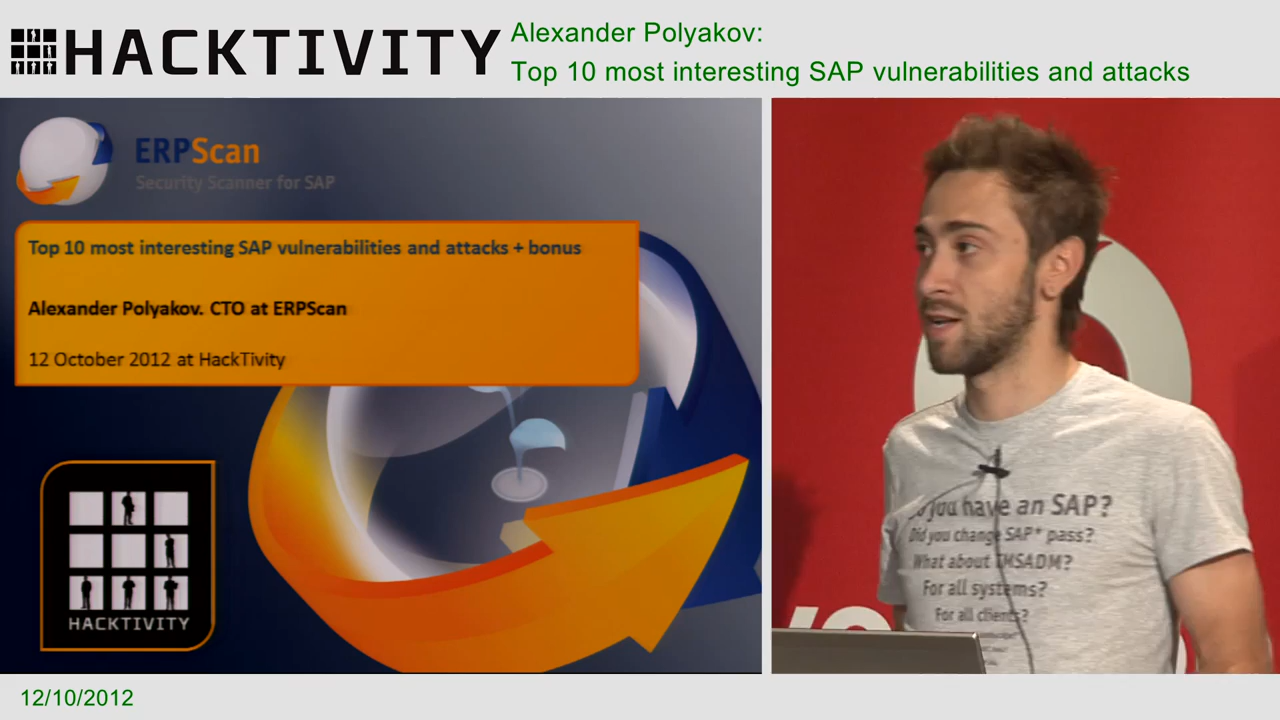 HACKTIVITY
Alexander Polyakov:
Top 10 most interesting SAP vulnerabilities and attacks
ERPScan
Security Scanner for SAP
Top 10 most interesting SAP vulnerabilities and attacks + bonus
Alexander Polyakov. CTO at ERPScan
12 October 2012 at HackTivity
HACKTIVITY
you have an SAP?
Did you change SAP* pass?
What about TMSADM?
For all systems?
For all clients?
12/10/2012